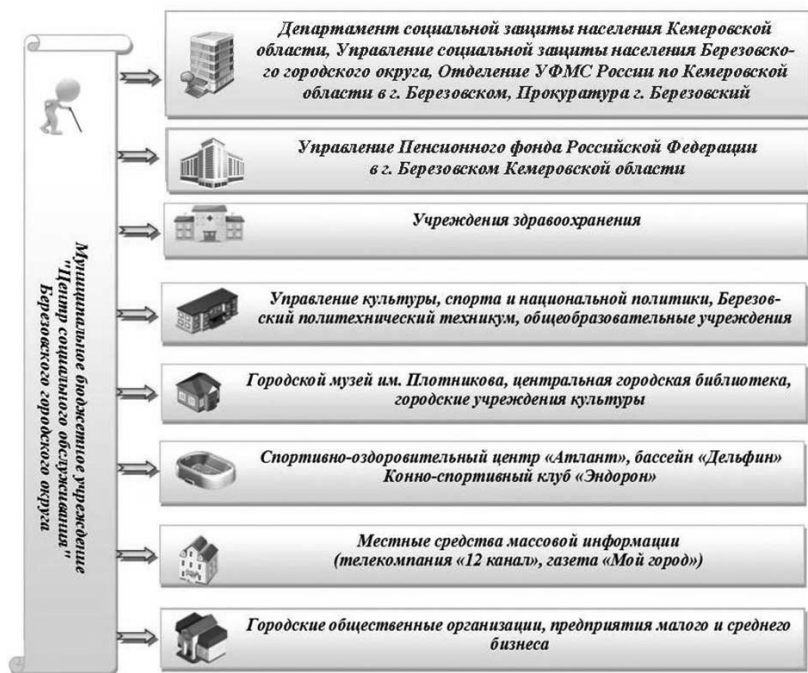 Муниципальное бюджетное учреждение
"Центр социального обслуживания"
Березовского городского округа
Департамент социальной защиты населения Кемеровской
области, Управление социальной защиты населения Березовско-
го городского округа, Отделение УФМС России по Кемеровской
области в г. Березовском, Прокуратура г. Березовский
Управление Пенсионного фонда Российской Федерации
в г. Березовском Кемеровской области
Учреждения здравоохранения
Управление культуры, спорта и национальной политики, Березов-
ский политехнический техникум, общеобразовательные учреждения
Городской музей им. Плотникова, центральная городская библиотека,
городские учреждения культуры
Спортивно-оздоровительный центр «Атлант», бассейн «Дельфин»
Конно-спортивный клуб «Эндорон»
Местные средства массовой информации
(телекомпания «12 канал», газета «Мой город»)
Городские общественные организации, предприятия малого и среднего
бизнеса